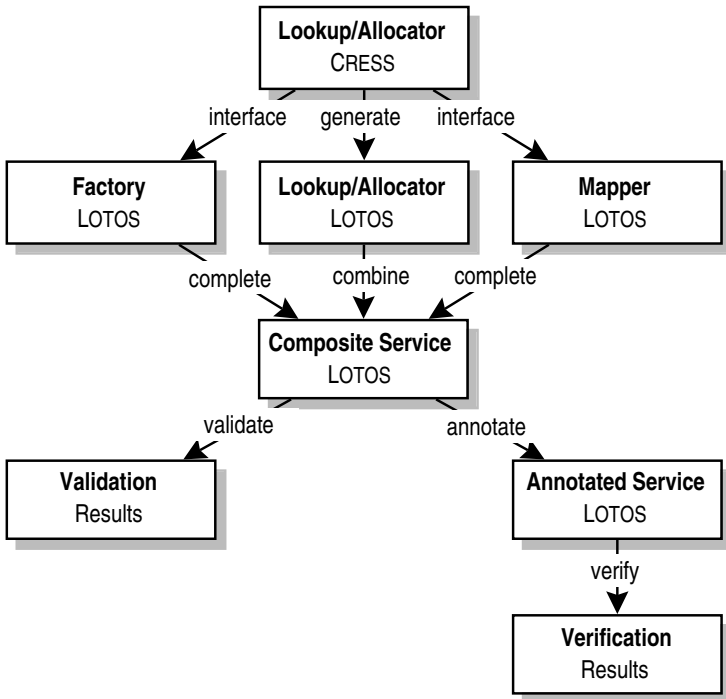 Lookup/Allocator
CRESS
interface generate interface
Factory Lookup/Allocator Mapper
LOTOS LOTOS LOTOS
complete combine complete
Composite Service
LOTOS
validate annotate
Validation Annotated Service
Results LOTOS
verify
Verification
Results